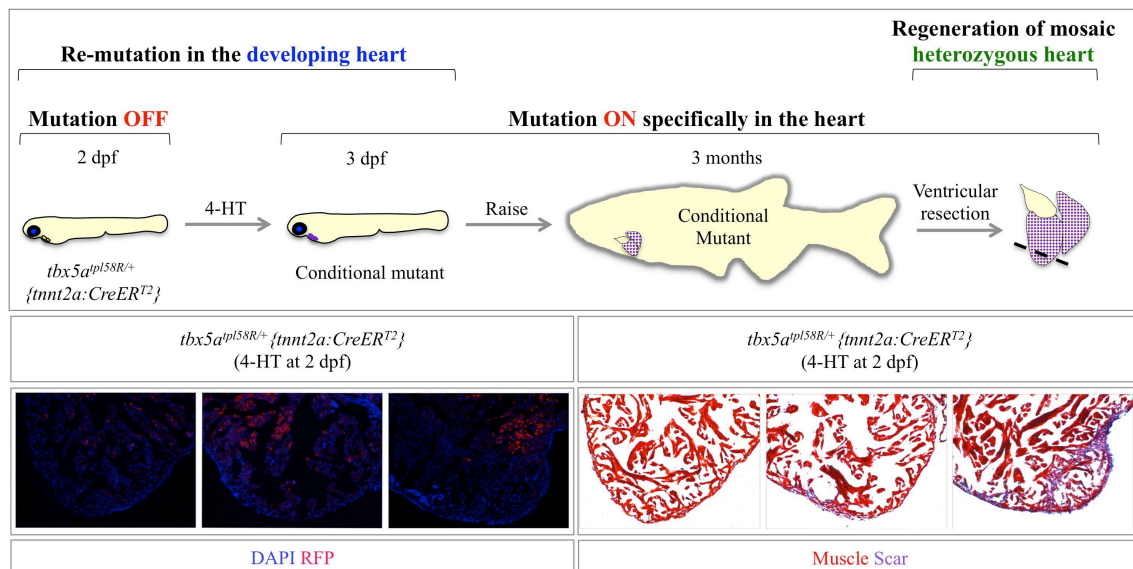 Regeneration of mosaic
heterozygous heart
Re-mutation in the developing heart
Mutation OFF
Mutation ON specifically in the heart
2 dpf
3 dpf
3 months
4-HT
Raise
Conditional
Mutant
Ventricular
resection
tbx5a^tpl58R/+
{tnnt2a:CreER^T2}
Conditional mutant
tbx5a^tpl58R/+ {tnnt2a:CreER^T2}
(4-HT at 2 dpf)
tbx5a^tpl58R/+ {tnnt2a:CreER^T2}
(4-HT at 2 dpf)
DAPI RFP
Muscle Scar